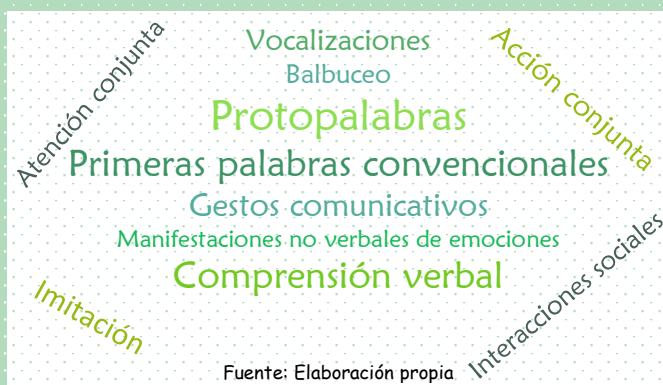 Vocalizaciones
Balbuceo
Protopalabras
Primeras palabras convencionales
Gestos comunicativos
Manifestaciones no verbales de emociones
Comprensión verbal
Atención conjunta
Acción conjunta
Imitación
Interacciones sociales
Fuente: Elaboración propia